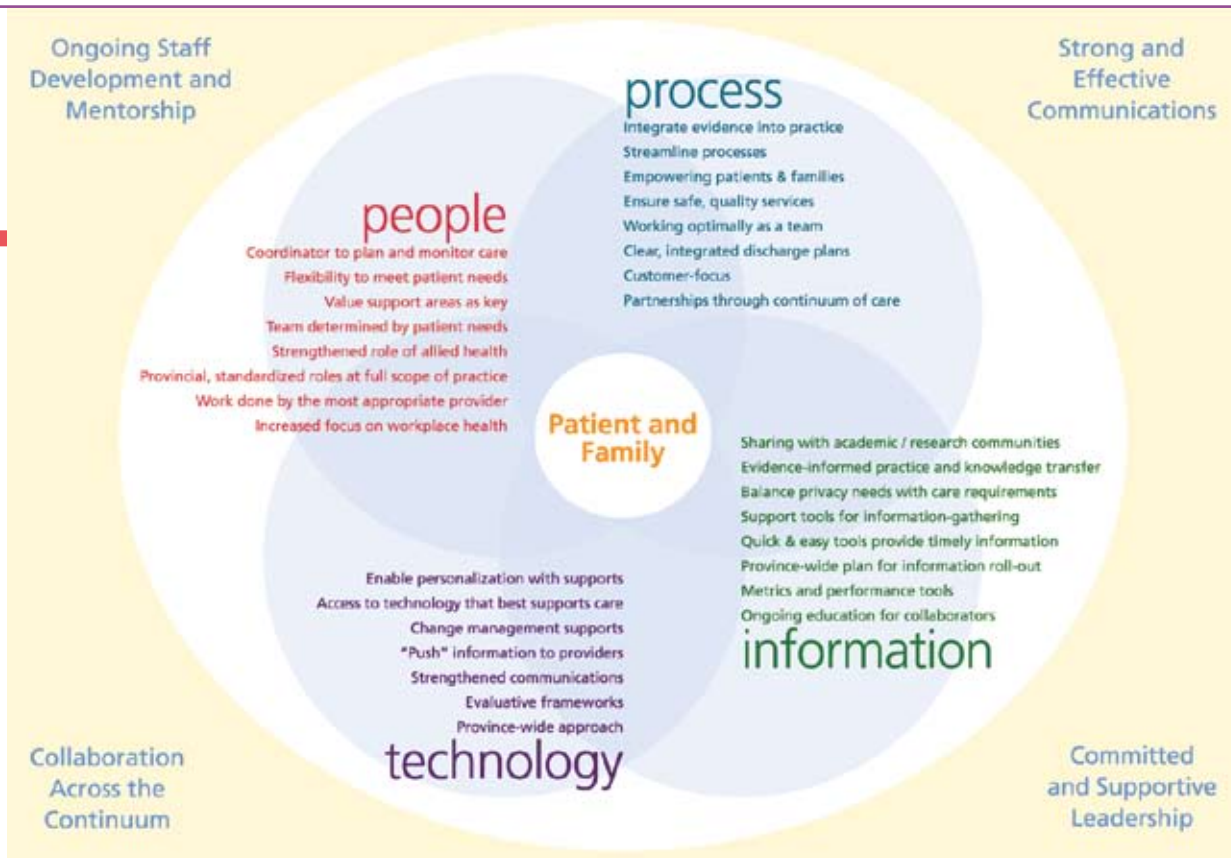 Ongoing Staff
Development and
Mentorship
Strong and
Effective
Communications
process
Integrate evidence into practice
Streamline processes
Empowering patients & families
Ensure safe, quality services
Working optimally as a team
Clear, integrated discharge plans
Customer-focus
Partnerships through continuum of care
people
Coordinator to plan and monitor care
Flexibility to meet patient needs
Value support areas as key
Team determined by patient needs
Strengthened role of allied health
Provincial, standardized roles at full scope of practice
Work done by the most appropriate provider
Increased focus on workplace health
Patient and
Family
Sharing with academic / research communities
Evidence-informed practice and knowledge transfer
Balance privacy needs with care requirements
Support tools for information-gathering
Quick & easy tools provide timely information
Province-wide plan for information roll-out
Metrics and performance tools
Ongoing education for collaborators
information
Enable personalization with supports
Access to technology that best supports care
Change management supports
"Push" information to providers
Strengthened communications
Evaluative frameworks
Province-wide approach
technology
Collaboration
Across the
Continuum
Committed
and Supportive
Leadership